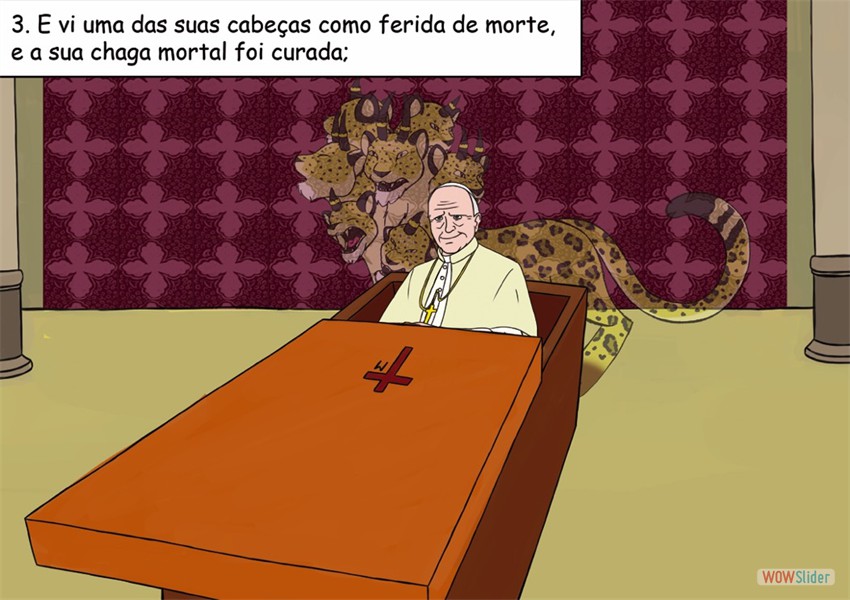 3. E vi uma das suas cabeças como ferida de morte,
e a sua chaga mortal foi curada;
M
WOWSlider